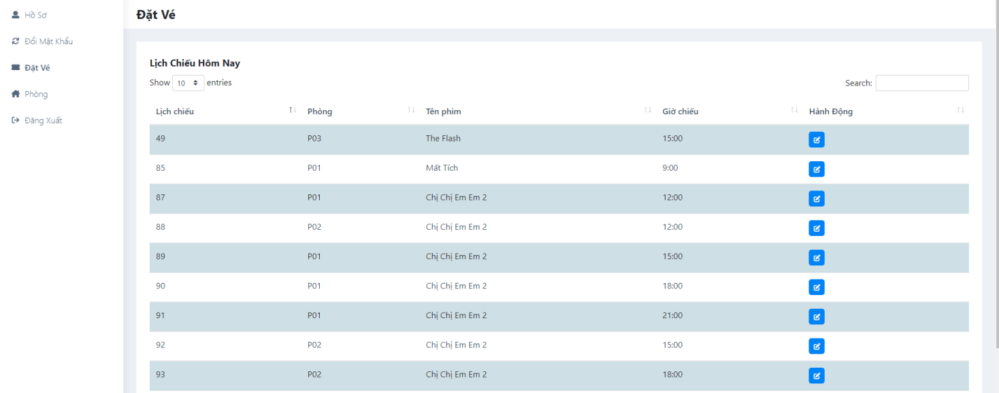 Hồ Sơ
Đổi Mật Khẩu
Đặt Vé
Phòng
Đăng Xuất
Đặt Vé
Lịch Chiếu Hôm Nay
Show 10 entries
Search:
Lịch chiếu Phòng Tên phim Giờ chiếu Hành Động
49 P03 The Flash 15:00
85 P01 Mất Tích 9:00
87 P01 Chị Chị Em Em 2 12:00
88 P02 Chị Chị Em Em 2 12:00
89 P01 Chị Chị Em Em 2 15:00
90 P01 Chị Chị Em Em 2 18:00
91 P01 Chị Chị Em Em 2 21:00
92 P02 Chị Chị Em Em 2 15:00
93 P02 Chị Chị Em Em 2 18:00